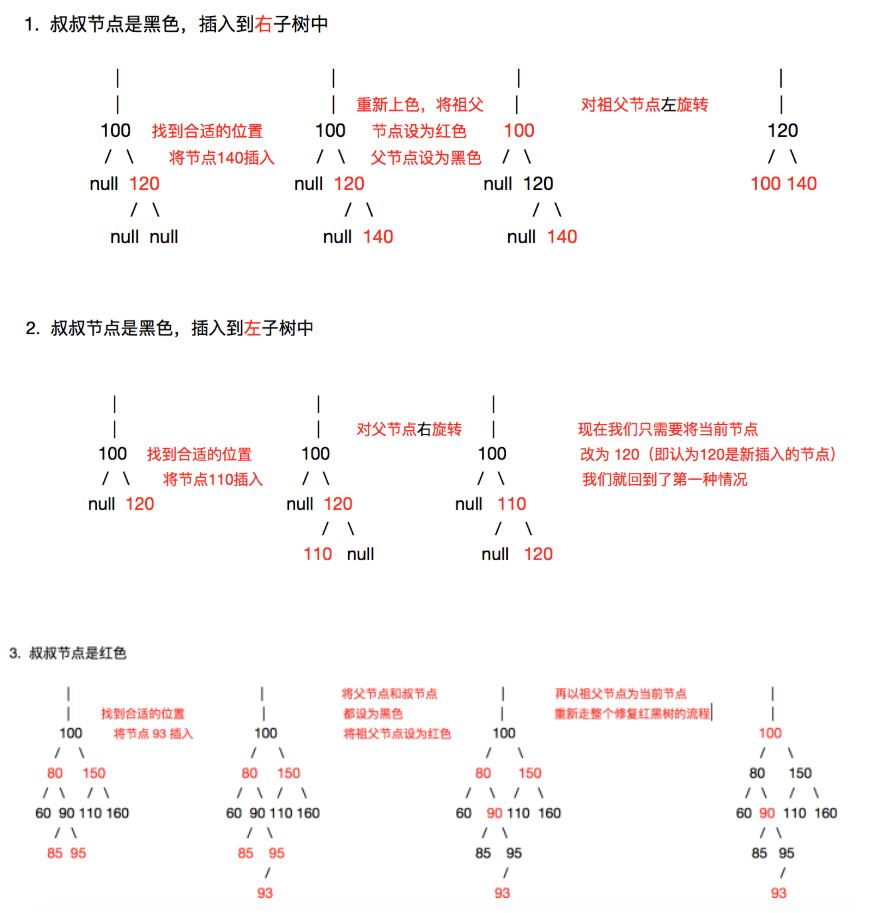 1. 叔叔节点是黑色，插入到右子树中
| | | |
| | 重新上色，将祖父 | 对祖父节点左旋转 |
100 找到合适的位置 100 节点设为红色 100 120
/ \ 将节点140插入 / \ 父节点设为黑色 / \ / \
null 120 null 120 null 120 100 140
/ \ / \ / \
null null null 140 null 140
2. 叔叔节点是黑色，插入到左子树中
| | |
| | 对父节点右旋转 | 现在我们只需要将当前节点
100 找到合适的位置 100 100 改为 120（即认为120是新插入的节点）
/ \ 将节点110插入 / \ / \ 我们就回到了第一种情况
null 120 null 120 null 110
/ \ / \
110 null null 120
3. 叔叔节点是红色
| | 将父节点和叔节点 | 再以祖父节点为当前节点 |
| 找到合适的位置 | 都设为黑色 | 重新走整个修复红黑树的流程 |
100 将节点 93 插入 100 将祖父节点设为红色 100 100
/ \ / \ / \ / \
80 150 80 150 80 150 80 150
/ \ / \ / \ / \ / \ / \ / \ / \
60 90 110 160 60 90 110 160 60 90 110 160 60 90 110 160
/ \ / \ / \ / \
85 95 85 95 85 95 85 95
/ / /
93 93 93